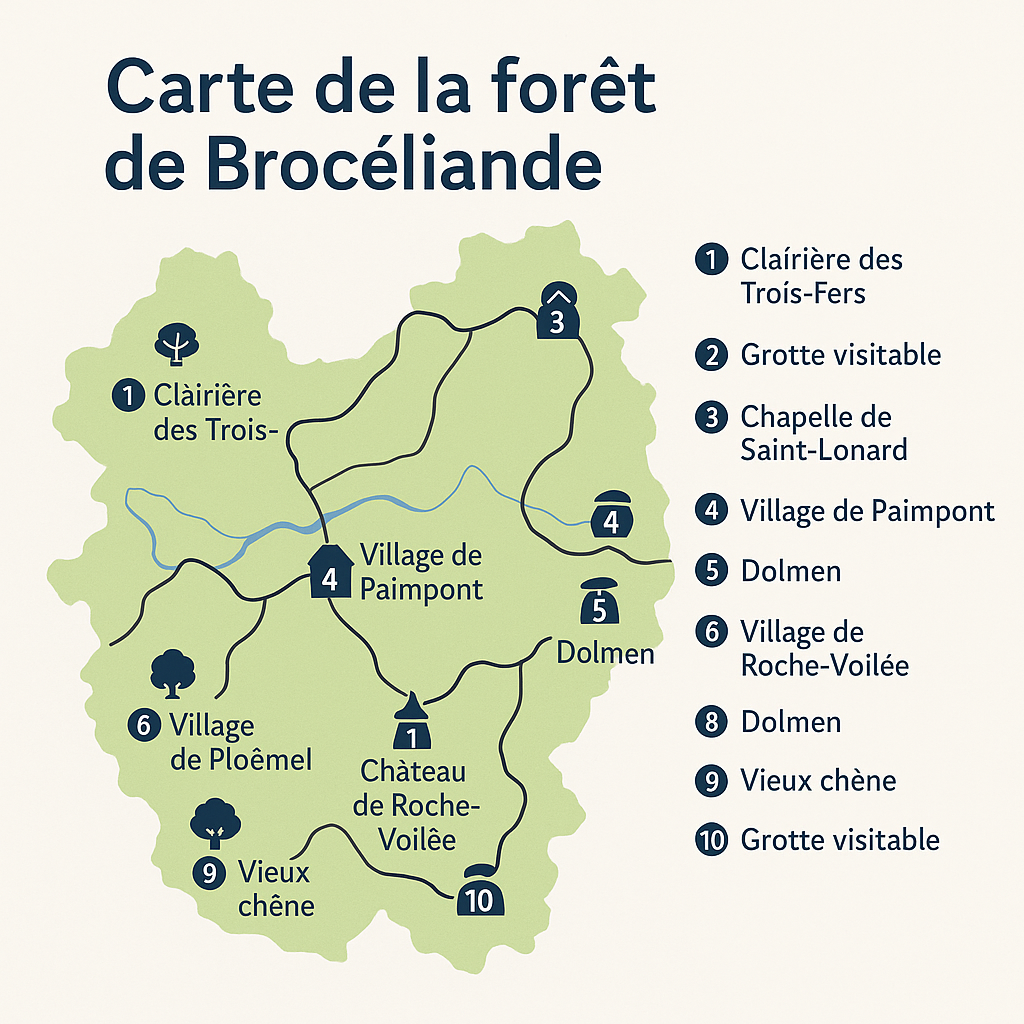 Carte de la forêt
de Brocéliande
3
1 Clàirière
des Trois-
4
4 Village de
Paimpont
5
Dolmen
6 Village
de Ploêmel
1
Chàteau
de Roche-
Voilêe
9 Vieux
chêne
10
1 Claírière des
Troís-Fers
2 Grotte visitable
3 Chapelle de
Saint-Lonard
4 Village de Paimpont
5 Dolmen
6 Village de
Roche-Voilée
8 Dolmen
9 Vieux chène
10 Grotte visitable